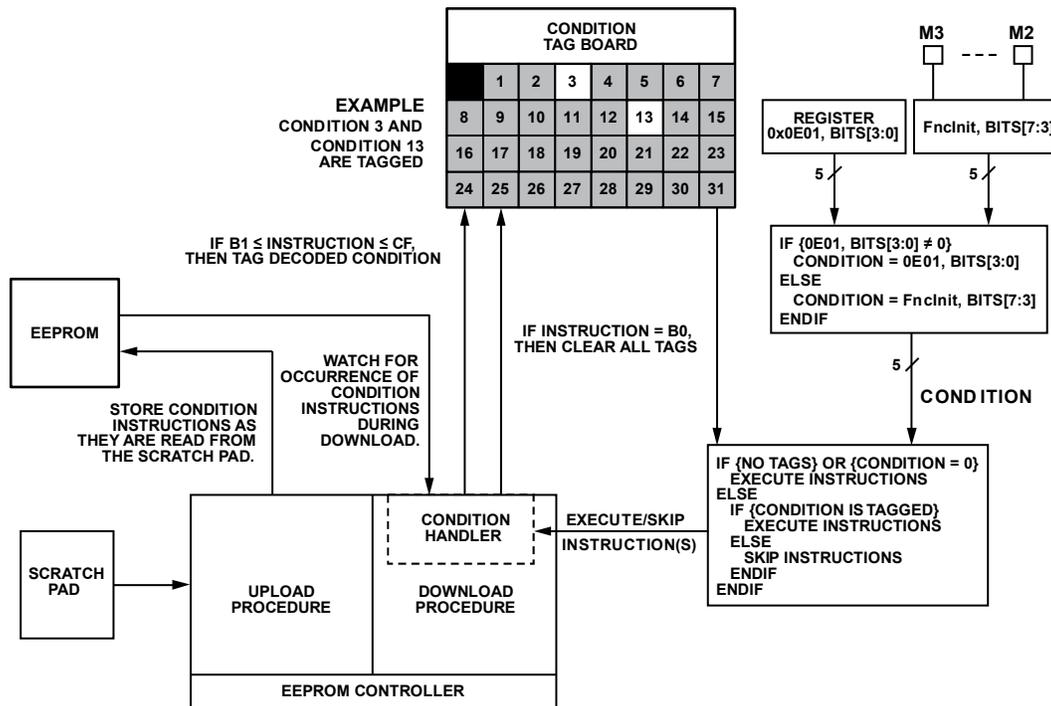 CONDITION
TAG BOARD
1 2 3 4 5 6 7
8 9 10 11 12 13 14 15
16 17 18 19 20 21 22 23
24 25 26 27 28 29 30 31
EXAMPLE
CONDITION 3 AND
CONDITION 13
ARE TAGGED
M3
M2
REGISTER
0x0E01, BITS[3:0]
FncInit, BITS[7:3]
5
5
IF {0E01, BITS[3:0] ≠ 0}
CONDITION = 0E01, BITS[3:0]
ELSE
CONDITION = FncInit, BITS[7:3]
ENDIF
5
CONDITION
IF B1 ≤ INSTRUCTION ≤ CF,
THEN TAG DECODED CONDITION
IF INSTRUCTION = B0,
THEN CLEAR ALL TAGS
EEPROM
WATCH FOR
OCCURRENCE OF
CONDITION
INSTRUCTIONS
DURING
DOWNLOAD.
STORE CONDITION
INSTRUCTIONS AS
THEY ARE READ FROM
THE SCRATCH PAD.
IF {NO TAGS} OR {CONDITION = 0}
EXECUTE INSTRUCTIONS
ELSE
IF {CONDITION IS TAGGED}
EXECUTE INSTRUCTIONS
ELSE
SKIP INSTRUCTIONS
ENDIF
ENDIF
EXECUTE/SKIP
INSTRUCTION(S)
CONDITION
HANDLER
SCRATCH
PAD
UPLOAD
PROCEDURE
DOWNLOAD
PROCEDURE
EEPROM CONTROLLER